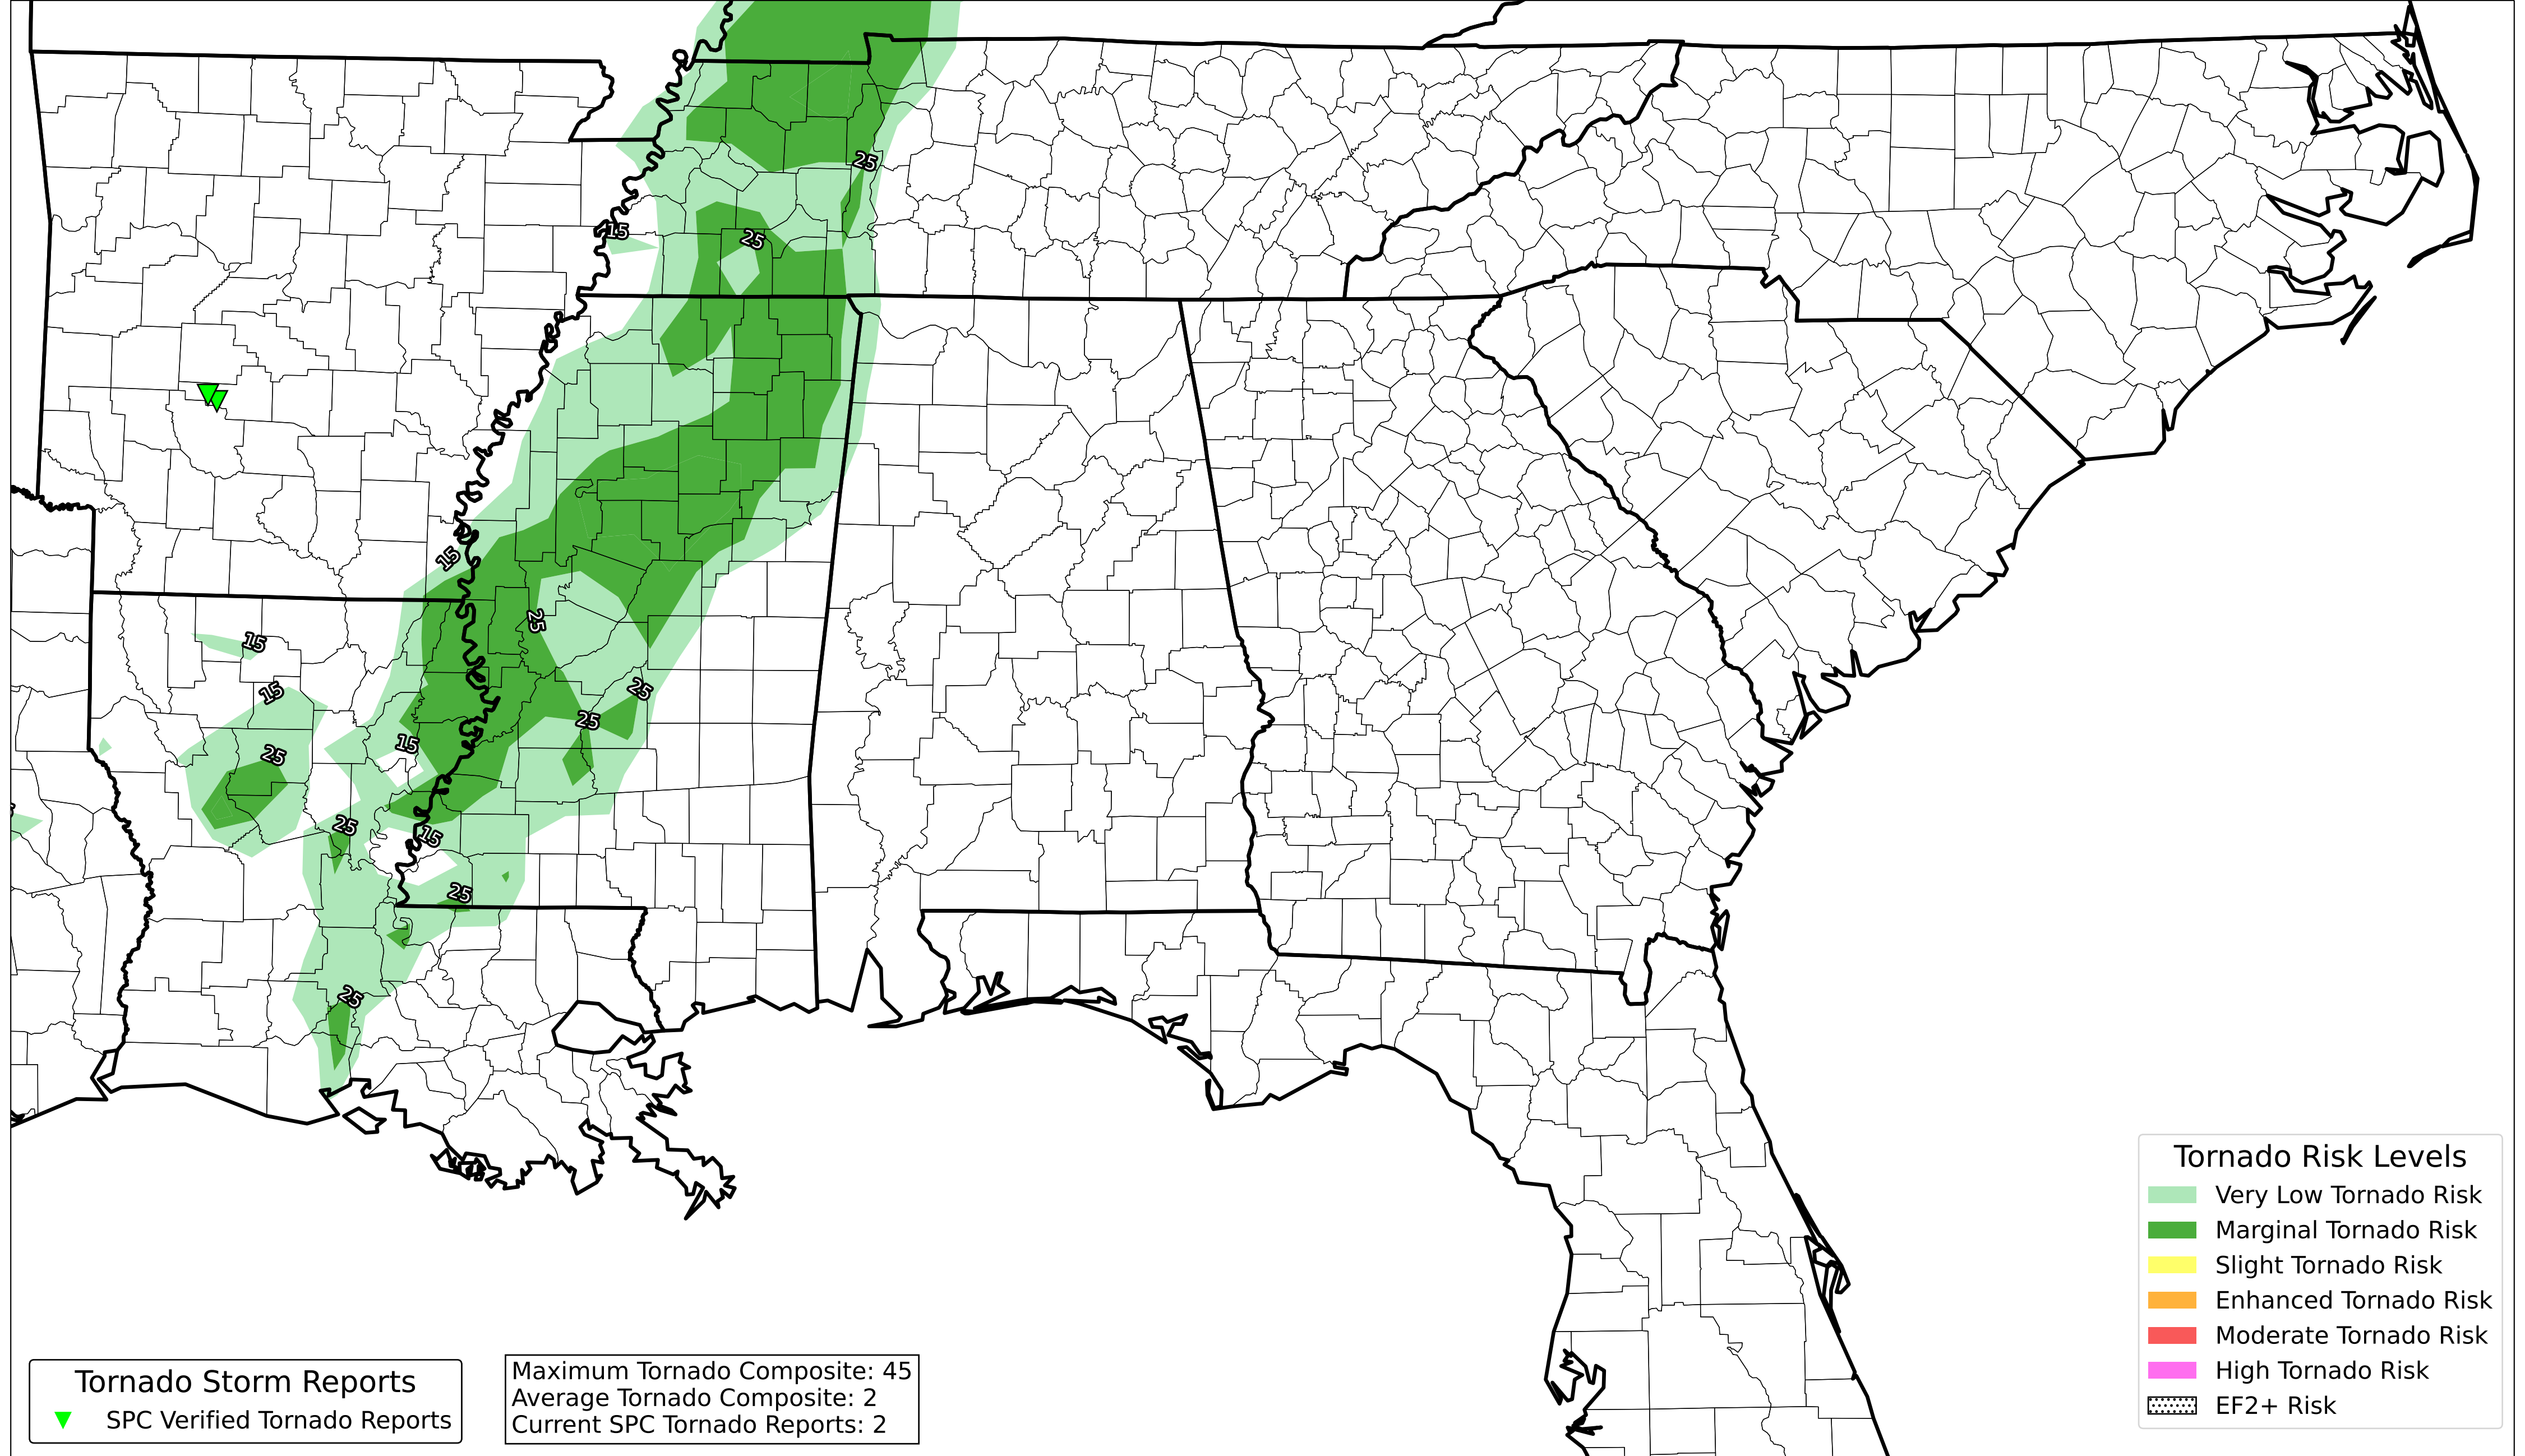 25
15
25
15
25
15
15
25
25
15
25
25
15
25
25
Tornado Storm Reports
SPC Verified Tornado Reports
Maximum Tornado Composite: 45
Average Tornado Composite: 2
Current SPC Tornado Reports: 2
Tornado Risk Levels
Very Low Tornado Risk
Marginal Tornado Risk
Slight Tornado Risk
Enhanced Tornado Risk
Moderate Tornado Risk
High Tornado Risk
EF2+ Risk